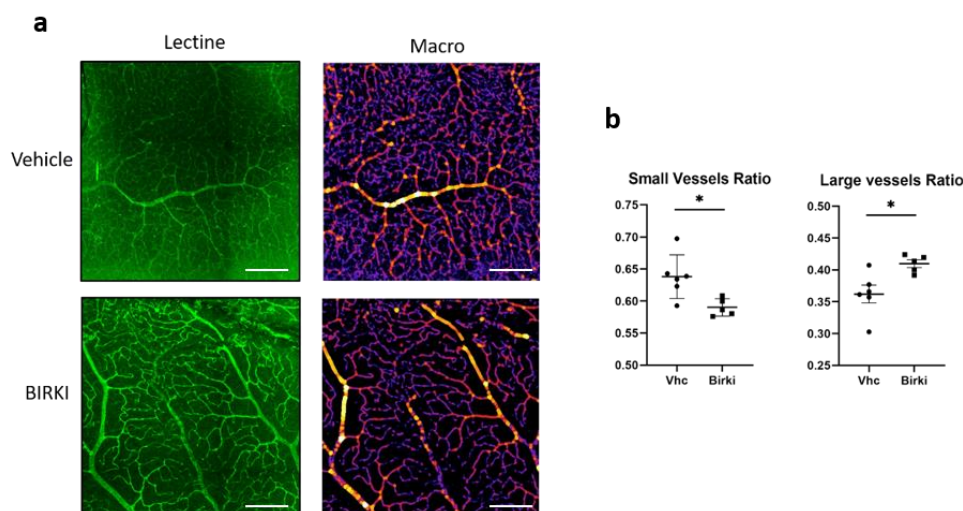 a
Lectine
Macro
Vehicle
BIRKI
b
Small Vessels Ratio
*
0.75
0.70
0.65
0.60
0.55
0.50
Vhc
Birki
Large vessels Ratio
*
0.50
0.45
0.40
0.35
0.30
0.25
Vhc
Birki